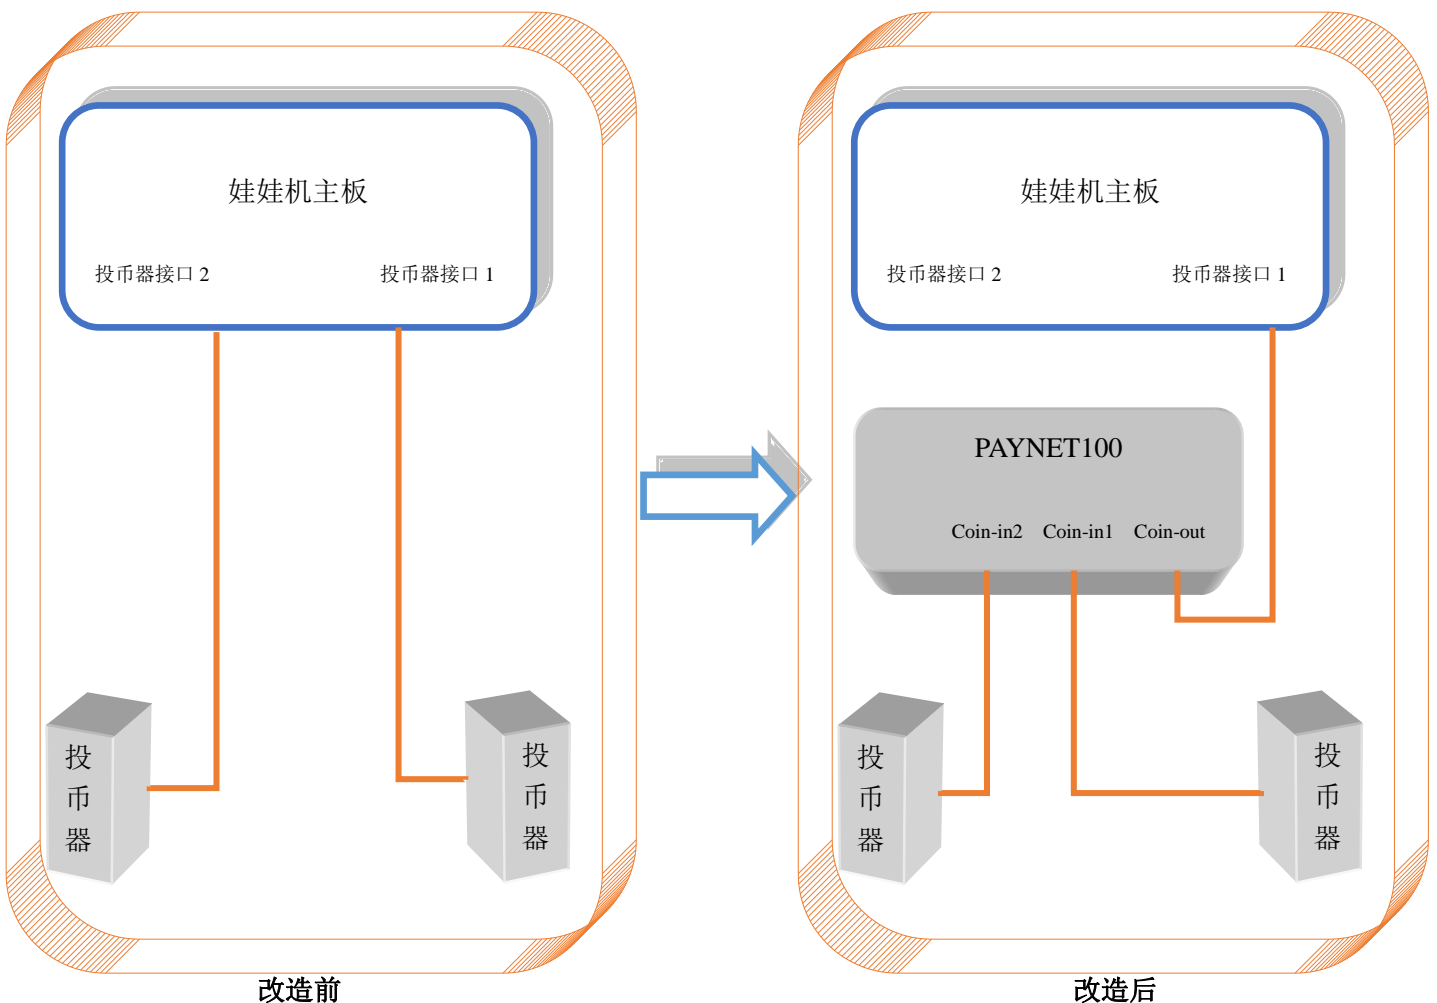 娃娃机主板
投币器接口 2
投币器接口 1
投币器
投币器
改造前
娃娃机主板
投币器接口 2
投币器接口 1
PAYNET100
Coin-in2
Coin-in1
Coin-out
投币器
投币器
改造后